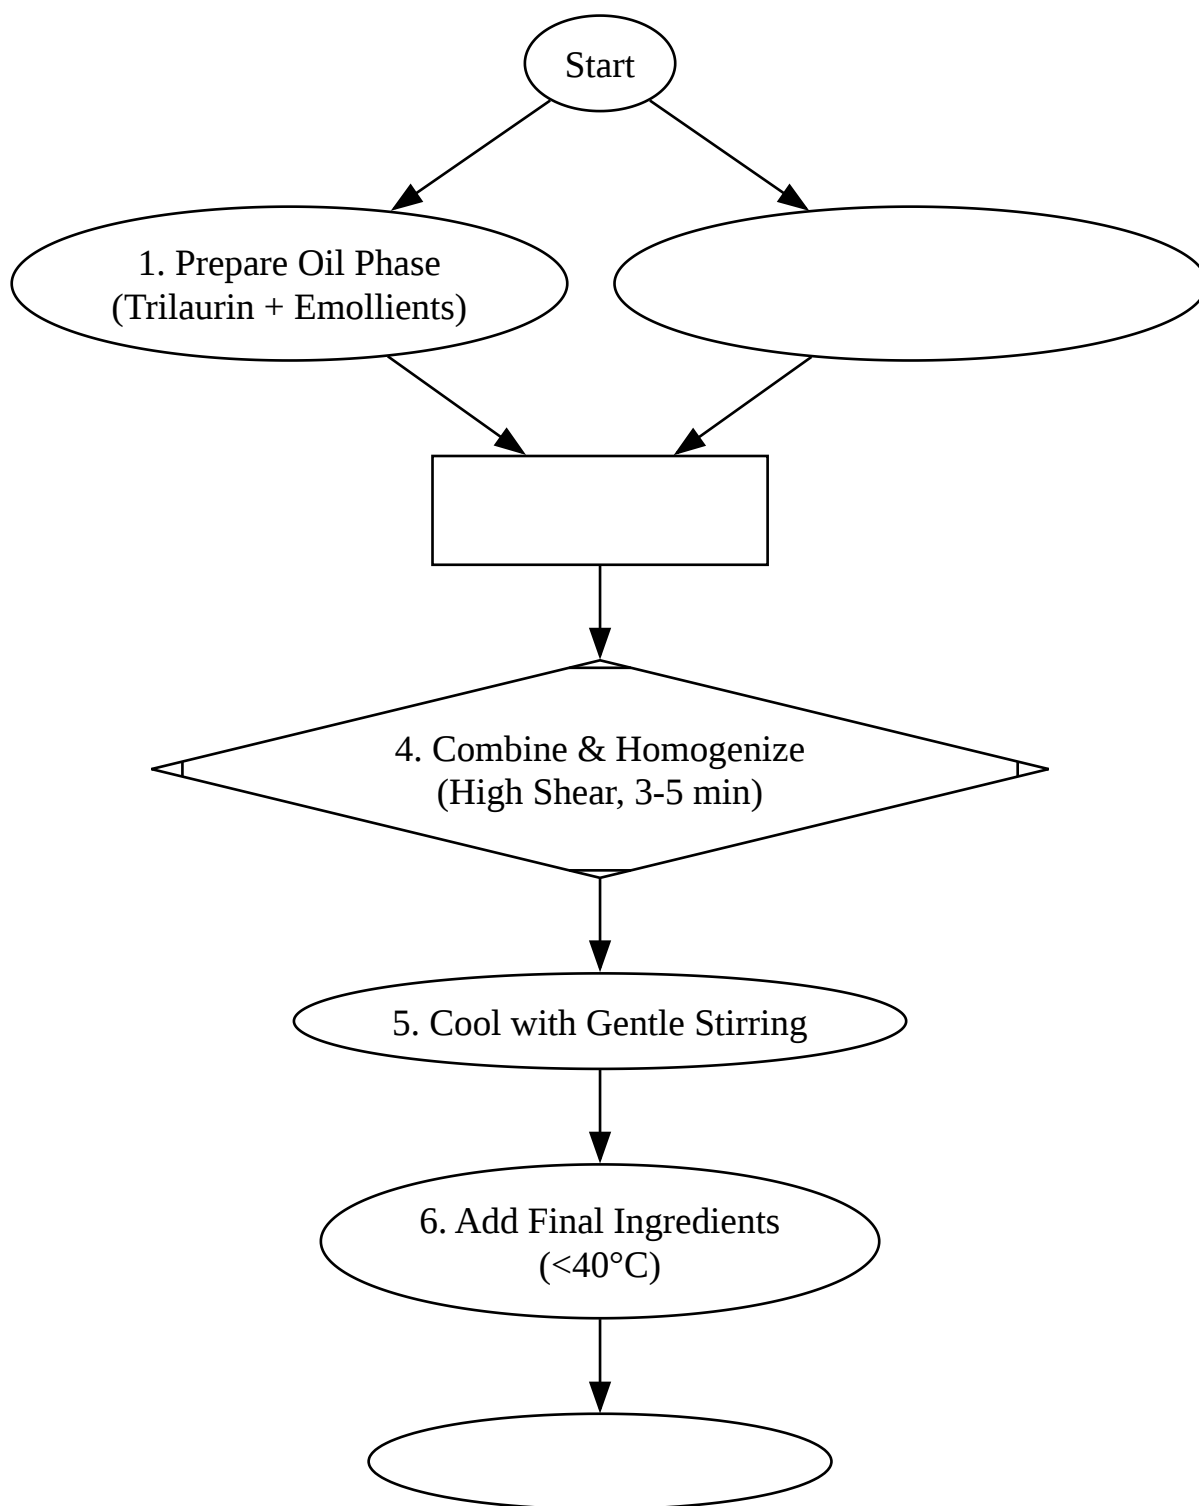 Start
1. Prepare Oil Phase
(Trilaurin + Emollients)
4. Combine & Homogenize
(High Shear, 3-5 min)
5. Cool with Gentle Stirring
6. Add Final Ingredients
(<40°C)